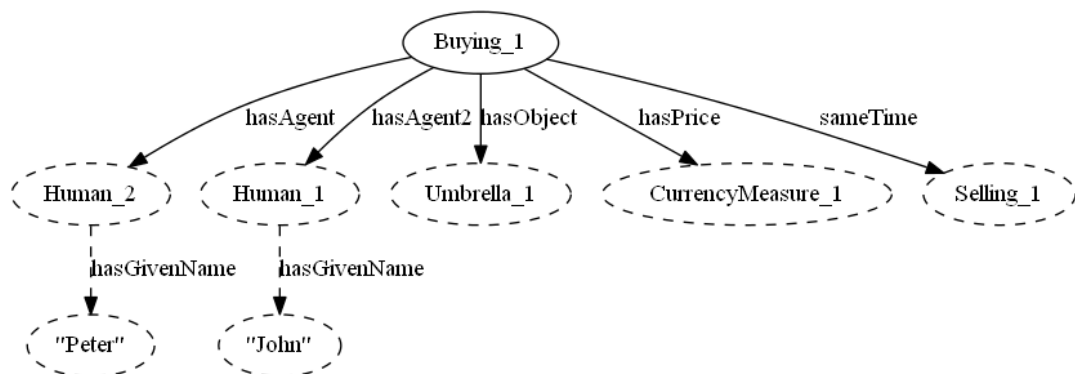 Buying_1
hasAgent
hasAgent2
hasObject
hasPrice
sameTime
Human_2
Human_1
Umbrella_1
CurrencyMeasure_1
Selling_1
hasGivenName
hasGivenName
"Peter"
"John"